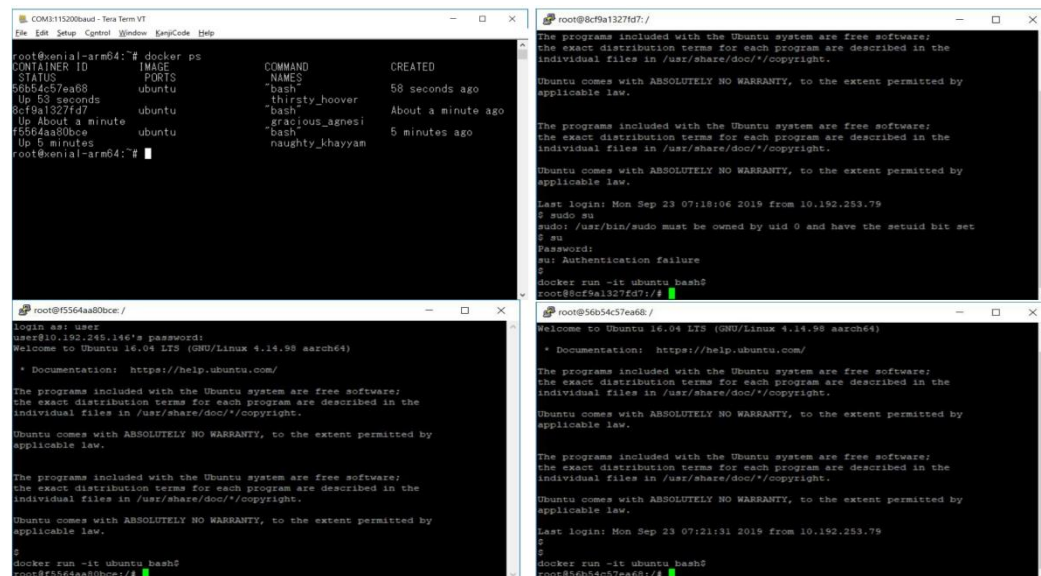 COM3:115200baud - Tera Term VT
File Edit Setup Control Window KanjiCode Help
root@xenial-arm64:~# docker ps
CONTAINER ID IMAGE COMMAND CREATED
STATUS PORTS NAMES
56b54c57ea68 ubuntu "bash" 58 seconds ago
Up 53 seconds thirsty_hoover
8cf9a1327fd7 ubuntu "bash" About a minute ago
Up About a minute gracious_agnesi
f5564aa80bce ubuntu "bash" 5 minutes ago
Up 5 minutes naughty_khayyam
root@xenial-arm64:~#
root@8cf9a1327fd7: /
The programs included with the Ubuntu system are free software;
the exact distribution terms for each program are described in the
individual files in /usr/share/doc/*/copyright.
Ubuntu comes with ABSOLUTELY NO WARRANTY, to the extent permitted by
applicable law.
The programs included with the Ubuntu system are free software;
the exact distribution terms for each program are described in the
individual files in /usr/share/doc/*/copyright.
Ubuntu comes with ABSOLUTELY NO WARRANTY, to the extent permitted by
applicable law.
Last login: Mon Sep 23 07:18:06 2019 from 10.192.253.79
$ sudo su
sudo: /usr/bin/sudo must be owned by uid 0 and have the setuid bit set
$ su
Password:
su: Authentication failure
$
docker run -it ubuntu bash$
root@8cf9a1327fd7:/#
root@f5564aa80bce: /
login as: user
user@10.192.245.146's password:
Welcome to Ubuntu 16.04 LTS (GNU/Linux 4.14.98 aarch64)
* Documentation: https://help.ubuntu.com/
The programs included with the Ubuntu system are free software;
the exact distribution terms for each program are described in the
individual files in /usr/share/doc/*/copyright.
Ubuntu comes with ABSOLUTELY NO WARRANTY, to the extent permitted by
applicable law.
The programs included with the Ubuntu system are free software;
the exact distribution terms for each program are described in the
individual files in /usr/share/doc/*/copyright.
Ubuntu comes with ABSOLUTELY NO WARRANTY, to the extent permitted by
applicable law.
$
docker run -it ubuntu bash$
root@f5564aa80bce:/#
root@56b54c57ea68: /
Welcome to Ubuntu 16.04 LTS (GNU/Linux 4.14.98 aarch64)
* Documentation: https://help.ubuntu.com/
The programs included with the Ubuntu system are free software;
the exact distribution terms for each program are described in the
individual files in /usr/share/doc/*/copyright.
Ubuntu comes with ABSOLUTELY NO WARRANTY, to the extent permitted by
applicable law.
The programs included with the Ubuntu system are free software;
the exact distribution terms for each program are described in the
individual files in /usr/share/doc/*/copyright.
Ubuntu comes with ABSOLUTELY NO WARRANTY, to the extent permitted by
applicable law.
Last login: Mon Sep 23 07:21:31 2019 from 10.192.253.79
$
$
docker run -it ubuntu bash$
root@56b54c57ea68:/#